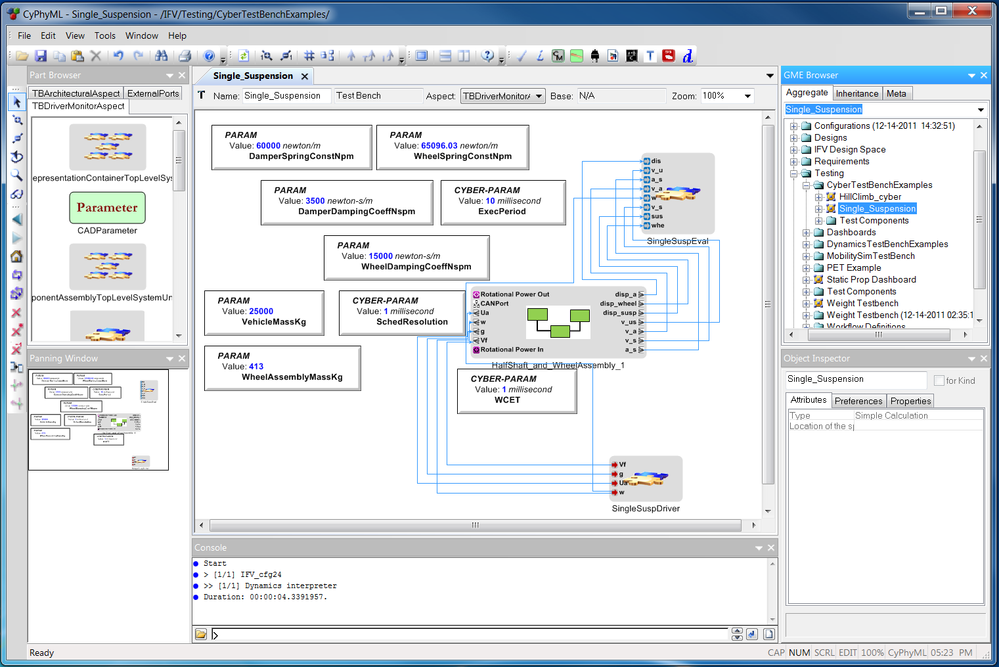 CyPhyML - Single_Suspension - /IFV/Testing/CyberTestBenchExamples/
File Edit View Tools Window Help
Part Browser
TBArchitecturalAspect ExternalPorts
TBDriverMonitorAspect
epresentationContainerTopLevelSys
Parameter
CADParameter
ponentAssemblyTopLevelSystemUn
Panning Window
Single_Suspension
Name: Single_Suspension Test Bench Aspect: TBDriverMonitorA Base: N/A Zoom: 100%
PARAM
Value: 60000 newton/m
DamperSpringConstNpm
PARAM
Value: 65096.03 newton/m
WheelSpringConstNpm
PARAM
Value: 3500 newton-s/m
DamperDampingCoeffNspm
CYBER-PARAM
Value: 10 millisecond
ExecPeriod
PARAM
Value: 15000 newton-s/m
WheelDampingCoeffNspm
PARAM
Value: 25000
VehicleMassKg
CYBER-PARAM
Value: 1 millisecond
SchedResolution
PARAM
Value: 413
WheelAssemblyMassKg
CYBER-PARAM
Value: 1 millisecond
WCET
dis
v_u
a_s
v_a
w
v_s
sus
whe
SingleSuspEval
Rotational Power Out
CANPort
Ua
w
g
Vf
Rotational Power In
disp_a
disp_wheel
disp_susp
v_us
v_a
v_s
a_s
HalfShaft_and_WheelAssembly_1
Vf
g
Ua
w
SingleSuspDriver
Console
Start
> [1/1] IFV_cfg24
>> [1/1] Dynamics interpreter
Duration: 00:00:04.3391957.
>
GME Browser
Aggregate Inheritance Meta
Single_Suspension
Configurations (12-14-2011 14:32:51)
Designs
IFV Design Space
Requirements
Testing
CyberTestBenchExamples
HillClimb_cyber
Single_Suspension
Test Components
Dashboards
DynamicsTestBenchExamples
MobilitySimTestBench
PET Example
Static Prop Dashboard
Test Components
Weight Testbench
Weight Testbench (12-14-2011 02:35:1
Workflow Definitions
Object Inspector
Single_Suspension for Kind
Attributes Preferences Properties
Type Simple Calculation
Location of the sp
Ready
CAP NUM SCRL EDIT 100% CyPhyML 05:23 PM